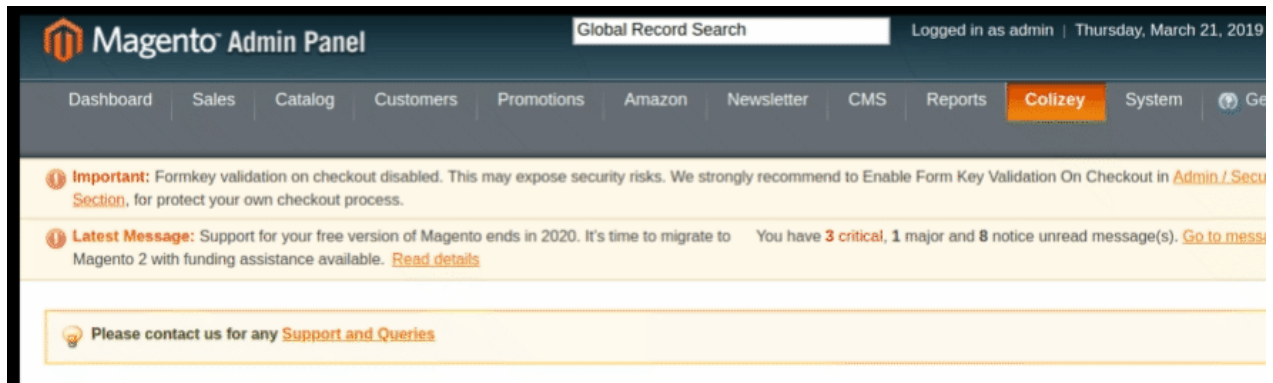 Magento Admin Panel
Global Record Search
Logged in as admin | Thursday, March 21, 2019
Dashboard Sales Catalog Customers Promotions Amazon Newsletter CMS Reports Colizey System Ge
Important: Formkey validation on checkout disabled. This may expose security risks. We strongly recommend to Enable Form Key Validation On Checkout in Admin / Secu
Section, for protect your own checkout process.
Latest Message: Support for your free version of Magento ends in 2020. It's time to migrate to
Magento 2 with funding assistance available. Read details
You have 3 critical, 1 major and 8 notice unread message(s). Go to messa
Please contact us for any Support and Queries